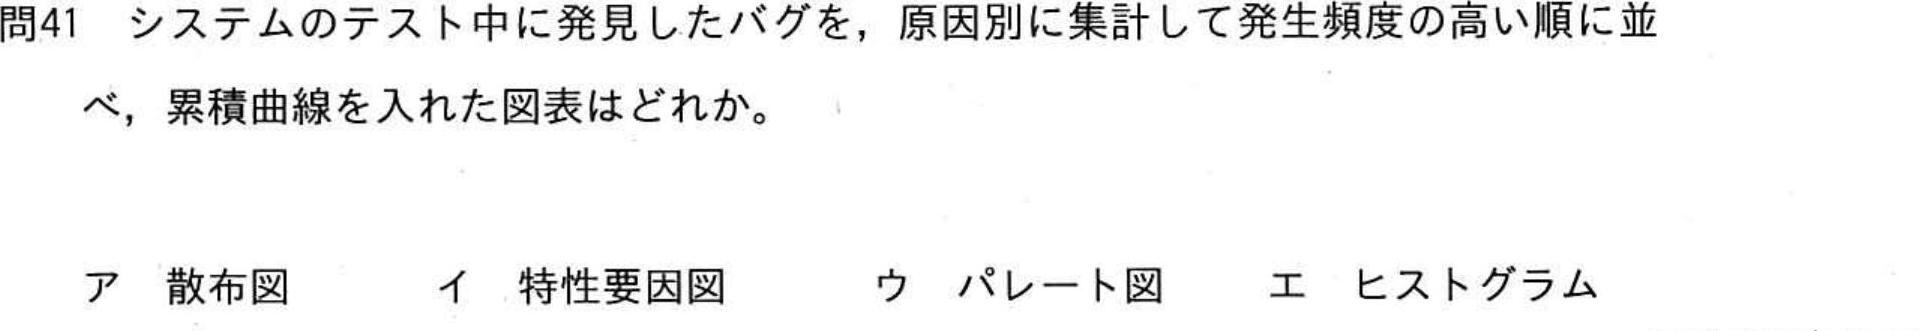 問41　システムのテスト中に発見したバグを，原因別に集計して発生頻度の高い順に並
べ，累積曲線を入れた図表はどれか。
ア　散布図　　イ　特性要因図　　ウ　パレート図　　エ　ヒストグラム